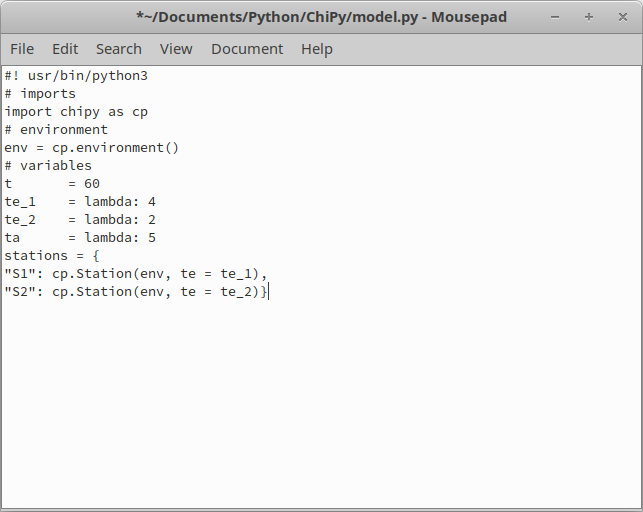 *~/Documents/Python/ChiPy/model.py - Mousepad
File Edit Search View Document Help
#! usr/bin/python3
# imports
import chipy as cp
# environment
env = cp.environment()
# variables
t       = 60
te_1    = lambda: 4
te_2    = lambda: 2
ta      = lambda: 5
stations = {
"S1": cp.Station(env, te = te_1),
"S2": cp.Station(env, te = te_2)}